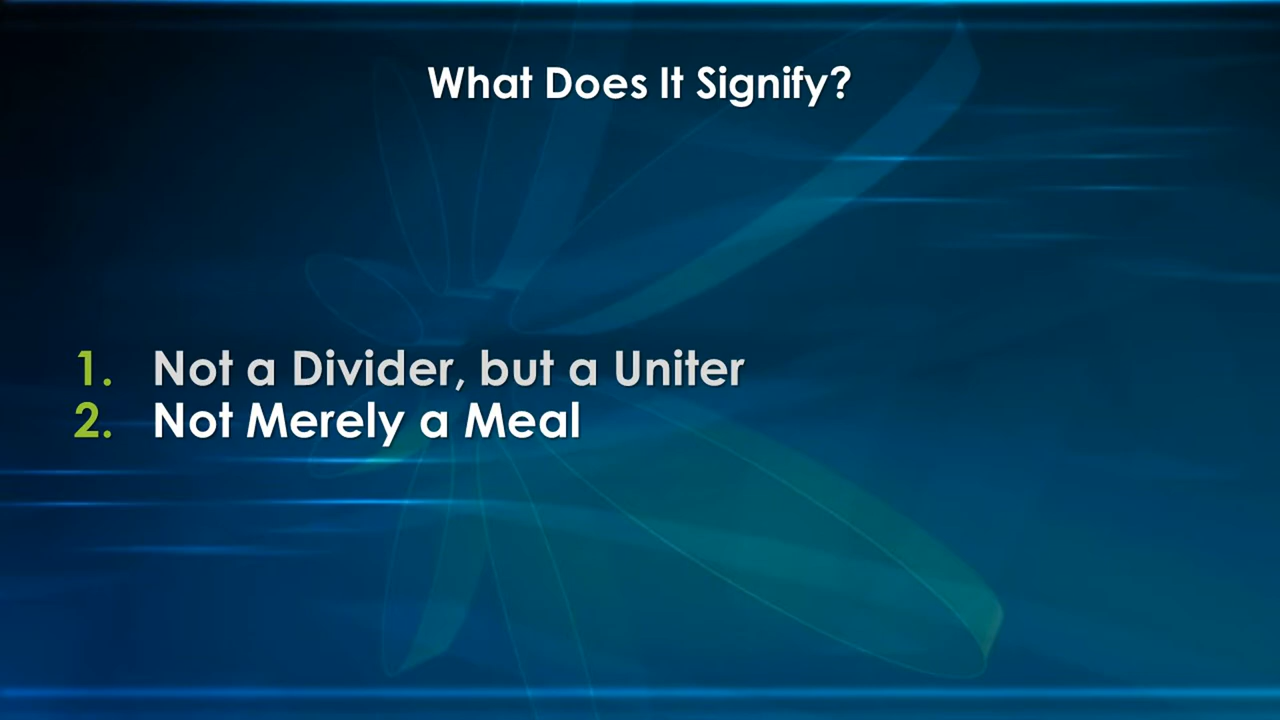 What Does It Signify?
1. Not a Divider, but a Uniter
2. Not Merely a Meal